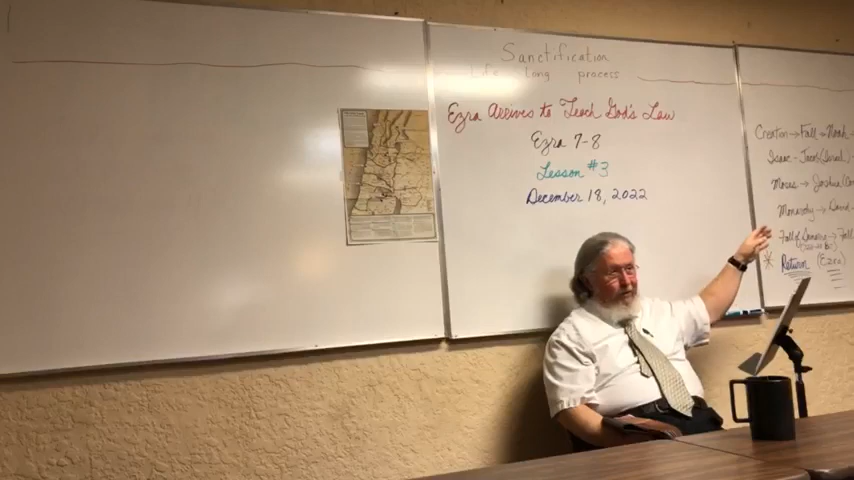 Sanctification
Life long process
Ezra Arrives to Teach God's Law
Ezra 7-8
Lesson #3
December 18, 2022
Creation → Fall → Noah
Isaac - Jacob (Israel)
Moses → Joshua
Monarchy → David
Fall of Samaria → Fall
* Return (Ezra)